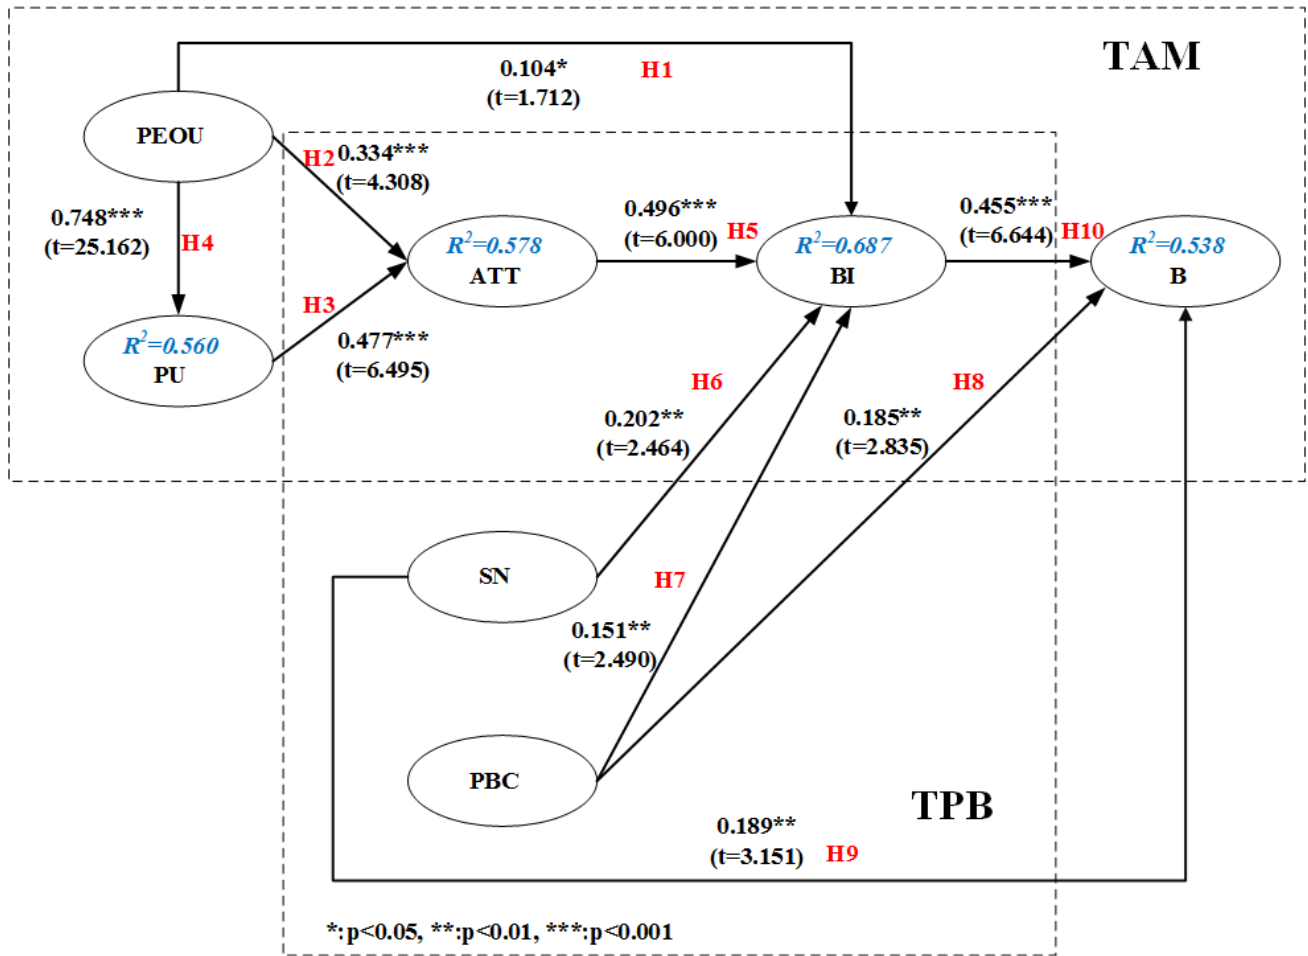 TAM
0.104* H1
(t=1.712)
PEOU
H2 0.334***
(t=4.308)
0.748***
(t=25.162) H4
0.496***
(t=6.000) H5
0.455***
(t=6.644) H10
R²=0.578
ATT
R²=0.687
BI
R²=0.538
B
H3
R²=0.560
PU
0.477***
(t=6.495)
H6
H8
0.202**
(t=2.464)
0.185**
(t=2.835)
SN
H7
0.151**
(t=2.490)
PBC
TPB
0.189**
(t=3.151) H9
*:p<0.05, **:p<0.01, ***:p<0.001